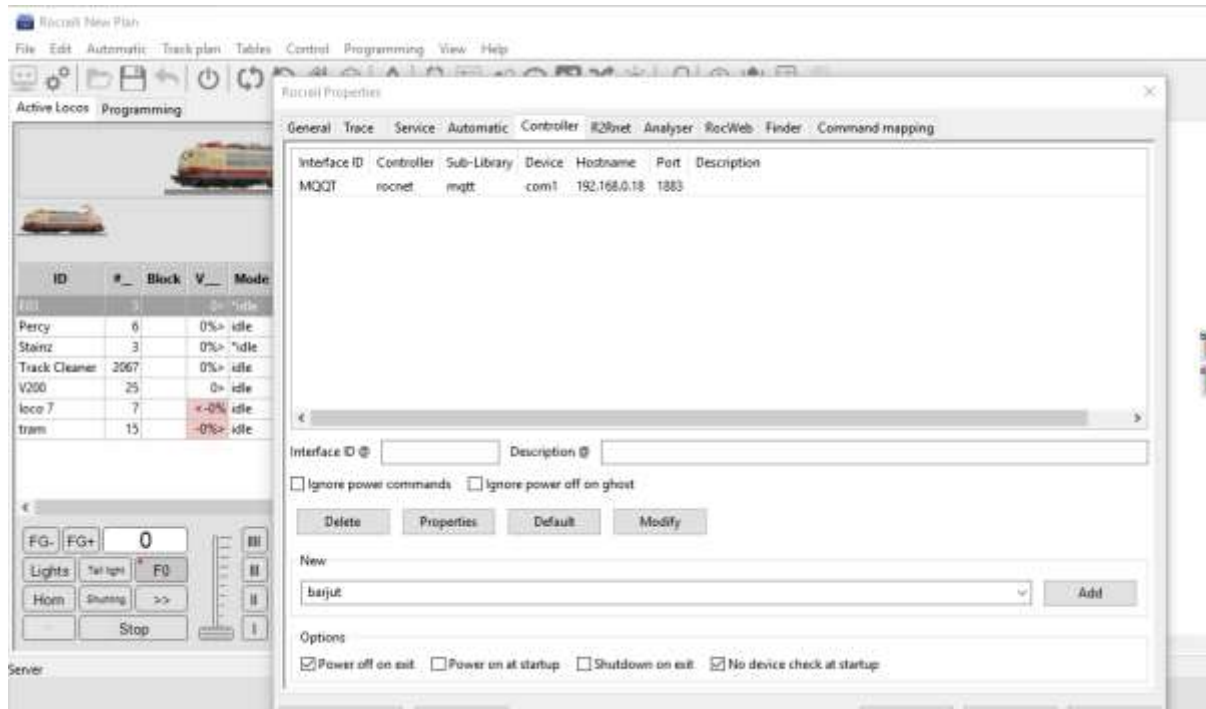 Rocrail New Plan
File Edit Automatic Track plan Tables Control Programming View Help
Active Locos Programming
ID #_ Block V__ Mode
5 *idle
Percy 6 0%> idle
Stainz 3 0%> *idle
Track Cleaner 2067 0%> idle
V200 25 0> idle
loco 7 7 <-0% idle
tram 15 -0%> idle
FG- FG+ 0 III
Lights Tail light F0 II
Horn Shunting >> II
Stop I
Server
Rocrail Properties
General Trace Service Automatic Controller R2Rnet Analyser RocWeb Finder Command mapping
Interface ID Controller Sub-Library Device Hostname Port Description
MQQT rocnet mqtt com1 192.168.0.18 1883
Interface ID @ Description @
Ignore power commands Ignore power off on ghost
Delete Properties Default Modify
New
barjut Add
Options
Power off on exit Power on at startup Shutdown on exit No device check at startup